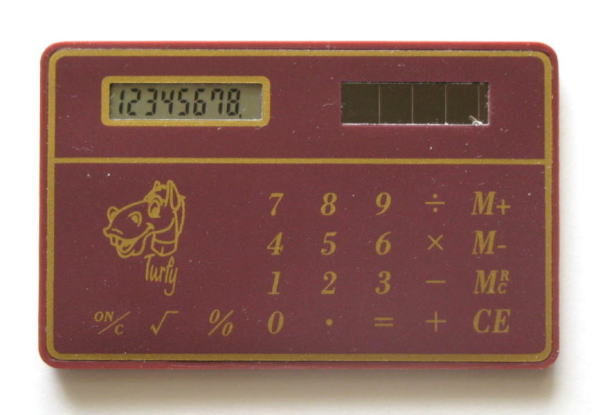 12345678.
7 8 9 ÷ M+
4 5 6 × M-
Turfy
1 2 3 − MRC
ON/C √ % 0 · = + CE